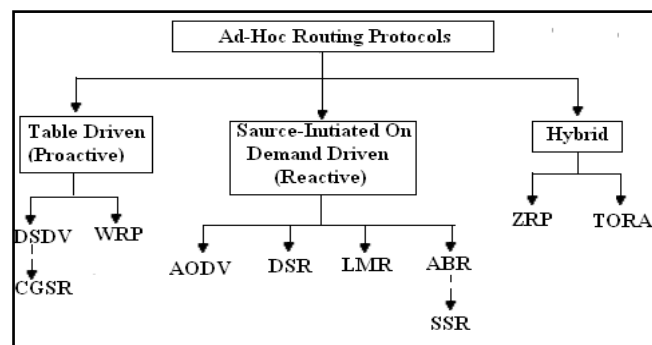 Ad-Hoc Routing Protocols
Table Driven
(Proactive)
Saurce-Intiated On
Demand Driven
(Reactive)
Hybrid
DSDV
WRP
ZRP
TORA
AODV
DSR
LMR
ABR
CGSR
SSR